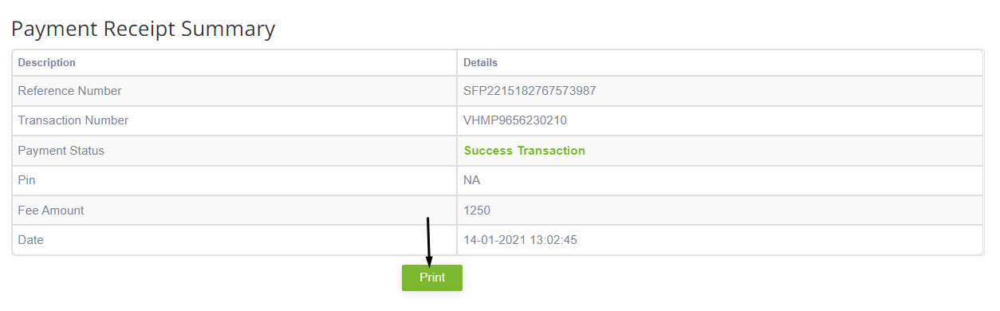 Payment Receipt Summary
Description Details
Reference Number SFP2215182767573987
Transaction Number VHMP9656230210
Payment Status Success Transaction
Pin NA
Fee Amount 1250
Date 14-01-2021 13:02:45
Print